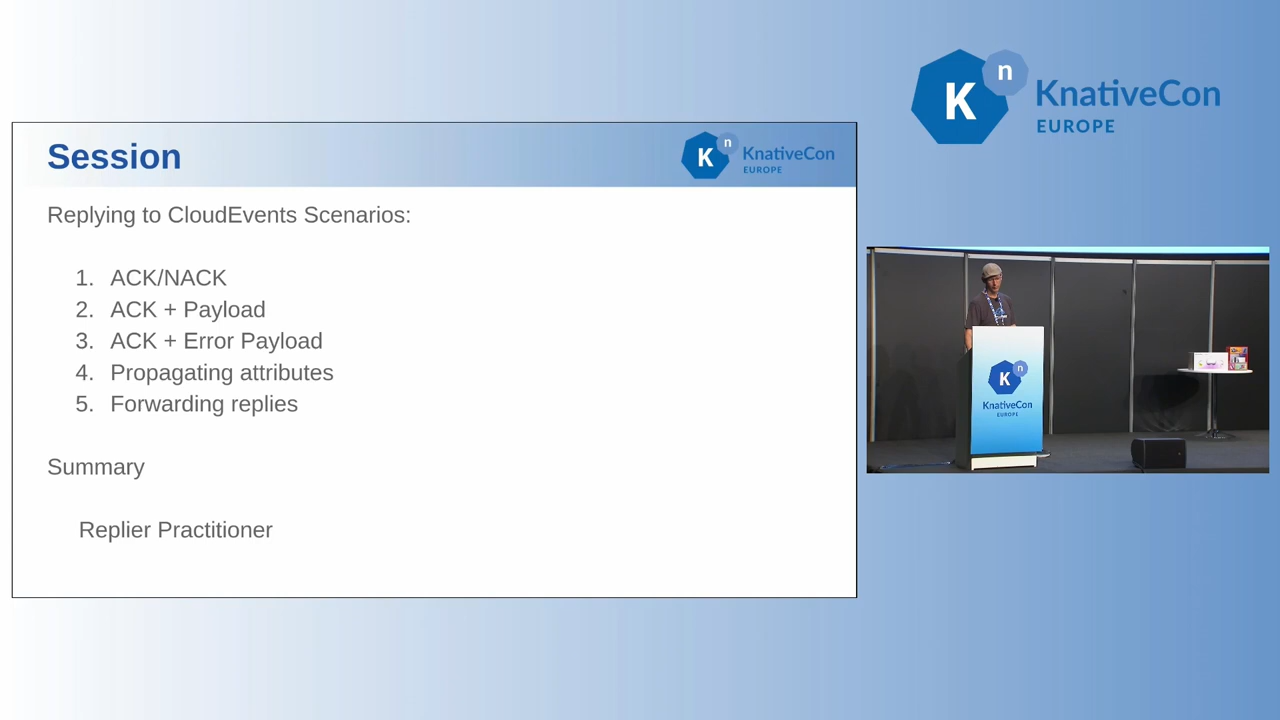 Session
K n KnativeCon
EUROPE
Replying to CloudEvents Scenarios:
1. ACK/NACK
2. ACK + Payload
3. ACK + Error Payload
4. Propagating attributes
5. Forwarding replies
Summary
Replier Practitioner
K n KnativeCon
EUROPE
K n
KnativeCon
EUROPE